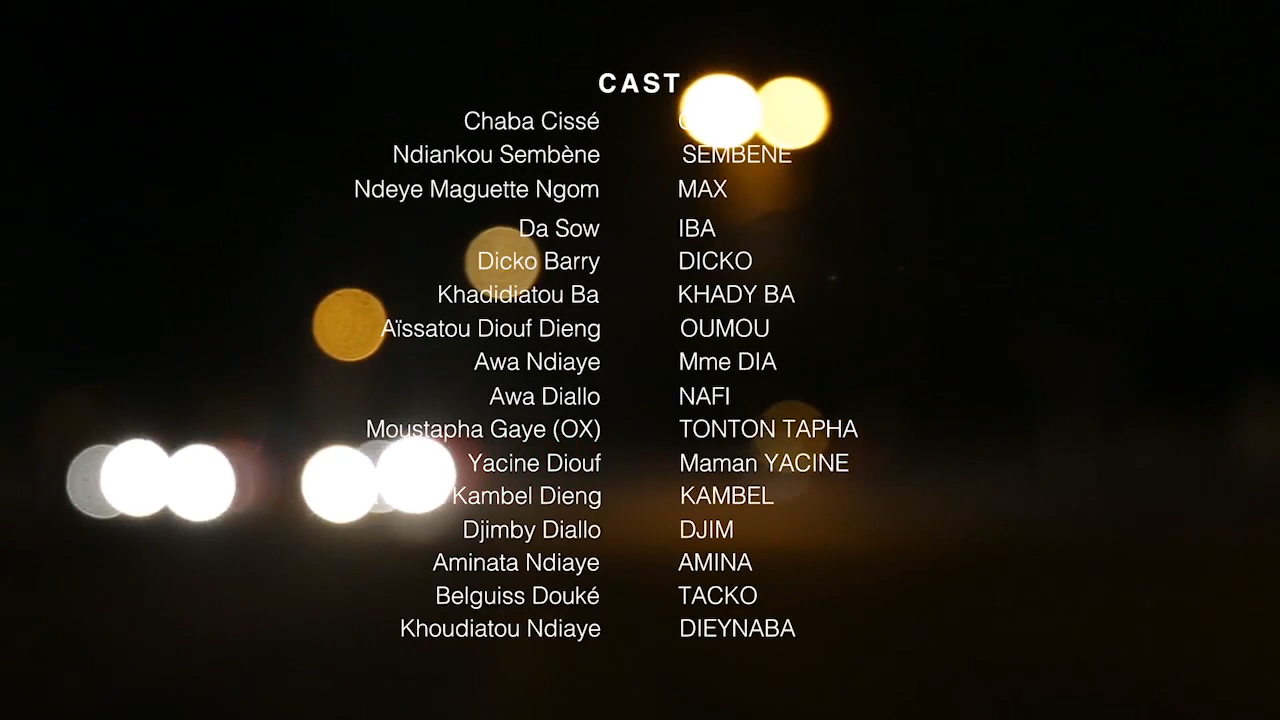 CAST
Chaba Cissé
Ndiankou Sembène SEMBENE
Ndeye Maguette Ngom MAX
Da Sow IBA
Dicko Barry DICKO
Khadidiatou Ba KHADY BA
Aïssatou Diouf Dieng OUMOU
Awa Ndiaye Mme DIA
Awa Diallo NAFI
Moustapha Gaye (OX) TONTON TAPHA
Yacine Diouf Maman YACINE
Kambel Dieng KAMBEL
Djimby Diallo DJIM
Aminata Ndiaye AMINA
Belguiss Douké TACKO
Khoudiatou Ndiaye DIEYNABA